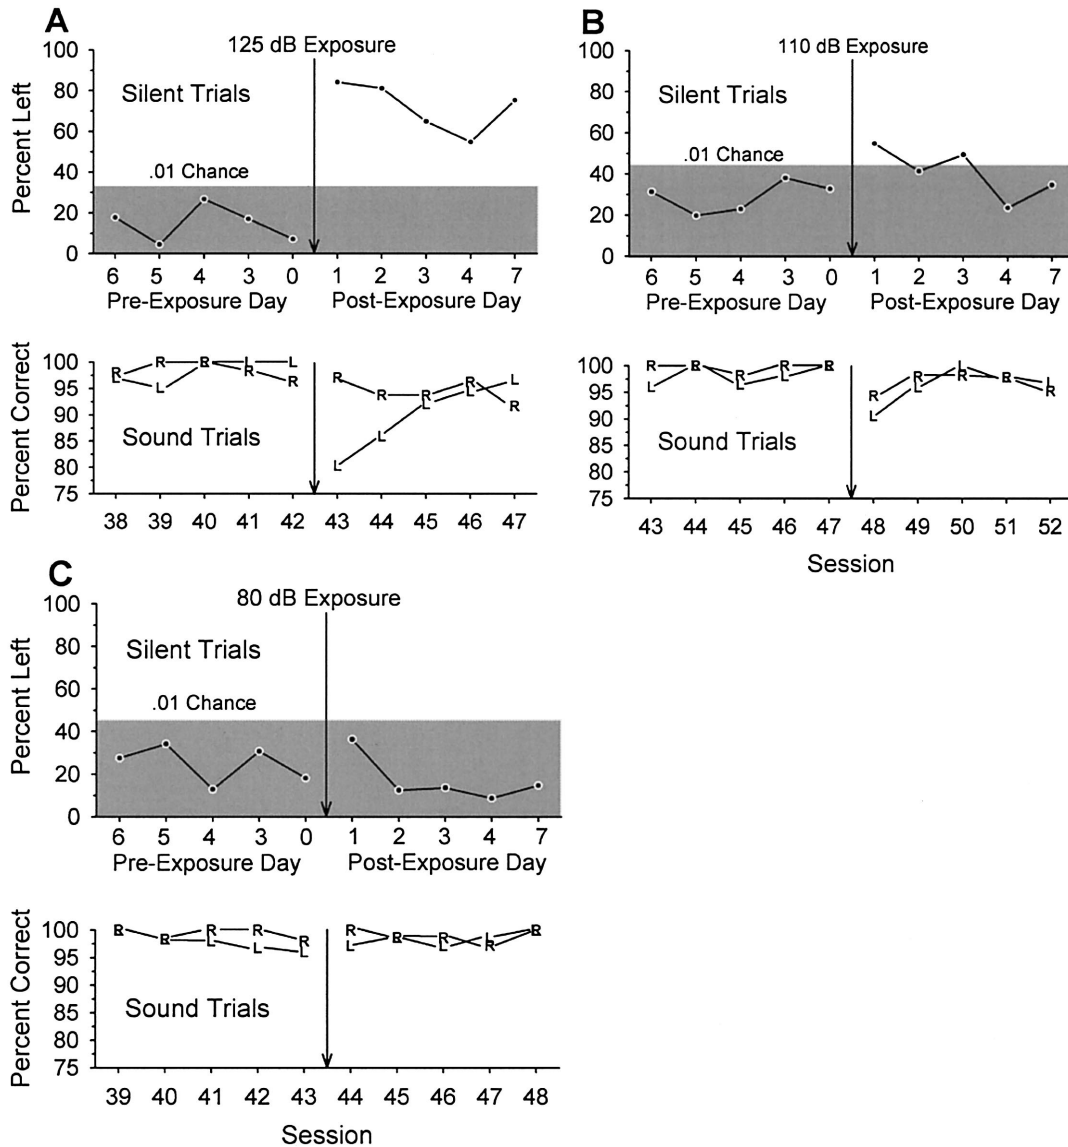 A
125 dB Exposure
100
80
60
40
20
0
Percent Left
Silent Trials
.01 Chance
6 5 4 3 0 1 2 3 4 7
Pre-Exposure Day Post-Exposure Day
100
95
90
85
80
75
Percent Correct
R R R L L R R R R L
L L R R L L L L R
Sound Trials
38 39 40 41 42 43 44 45 46 47
B
110 dB Exposure
100
80
60
40
20
0
Silent Trials
.01 Chance
6 5 4 3 0 1 2 3 4 7
Pre-Exposure Day Post-Exposure Day
100
95
90
85
80
75
R R R R R R R L R L
L L L L L R R
Sound Trials
43 44 45 46 47 48 49 50 51 52
Session
C
80 dB Exposure
100
80
60
40
20
0
Percent Left
Silent Trials
.01 Chance
6 5 4 3 0 1 2 3 4 7
Pre-Exposure Day Post-Exposure Day
100
95
90
85
80
75
Percent Correct
R R R R R R R R L R
L L L L L R
Sound Trials
39 40 41 42 43 44 45 46 47 48
Session